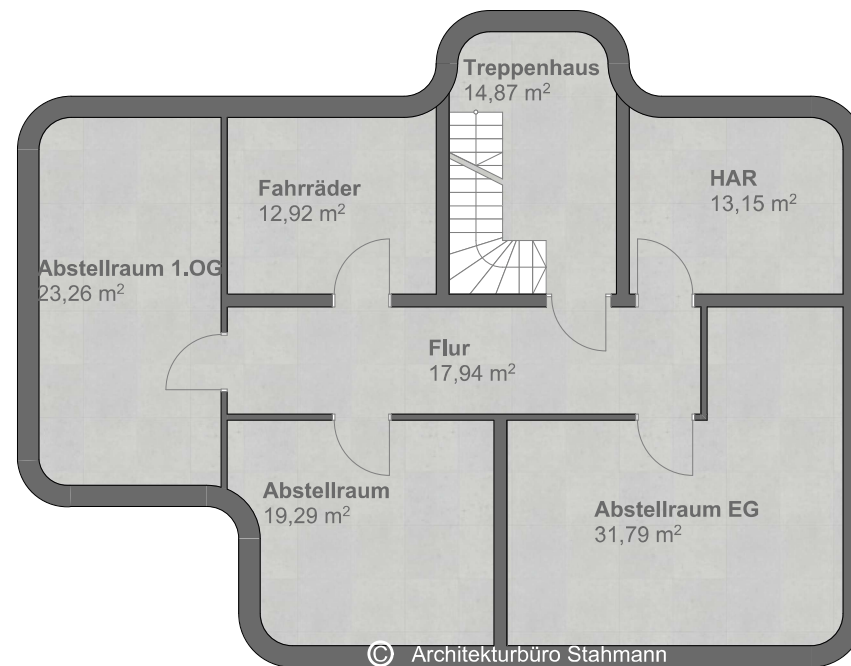 Treppenhaus
14,87 m²
Fahrräder
12,92 m²
HAR
13,15 m²
Abstellraum 1.OG
23,26 m²
Flur
17,94 m²
Abstellraum
19,29 m²
Abstellraum EG
31,79 m²
© Architekturbüro Stahmann